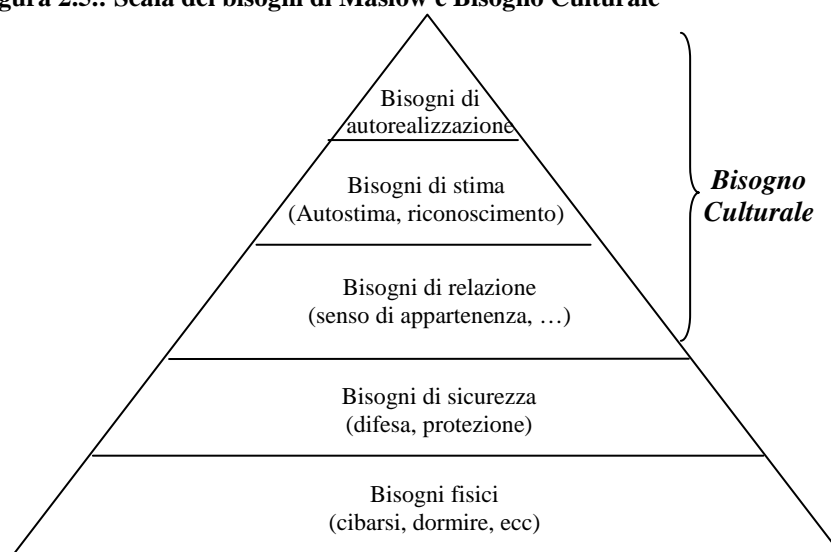 gura 2.5.: Scala dei bisogni di Maslow e Bisogno Culturale
Bisogni di
autorealizzazione
Bisogni di stima
(Autostima, riconoscimento)
Bisogno
Culturale
Bisogni di relazione
(senso di appartenenza, …)
Bisogni di sicurezza
(difesa, protezione)
Bisogni fisici
(cibarsi, dormire, ecc)